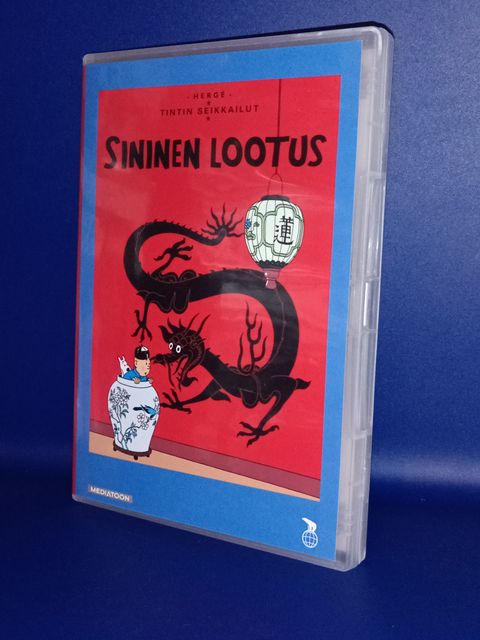 - HERGÉ -
TINTIN SEIKKAILUT
SININEN LOOTUS
蓮
MEDIATOON